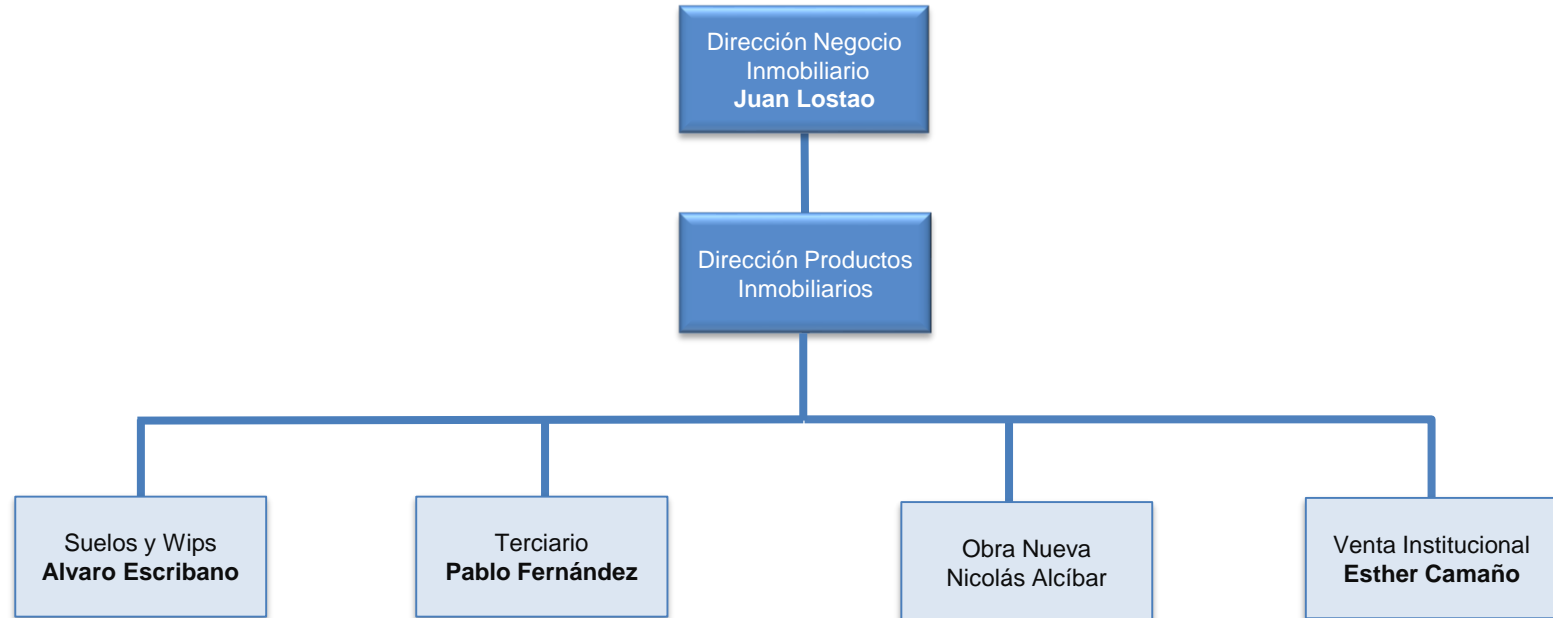 Dirección Negocio
Inmobiliario
Juan Lostao
Dirección Productos
Inmobiliarios
Suelos y Wips
Alvaro Escribano
Terciario
Pablo Fernández
Obra Nueva
Nicolás Alcíbar
Venta Institucional
Esther Camaño